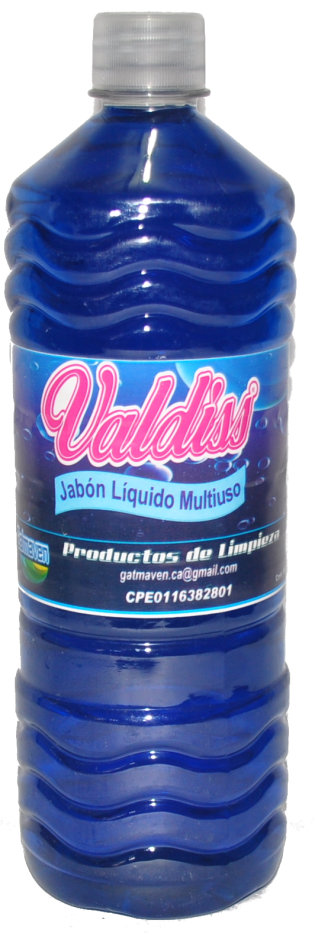 Valdiss
Jabón Líquido Multiuso
Productos de Limpieza
gatmaven.ca@gmail.com
CPE0116382801